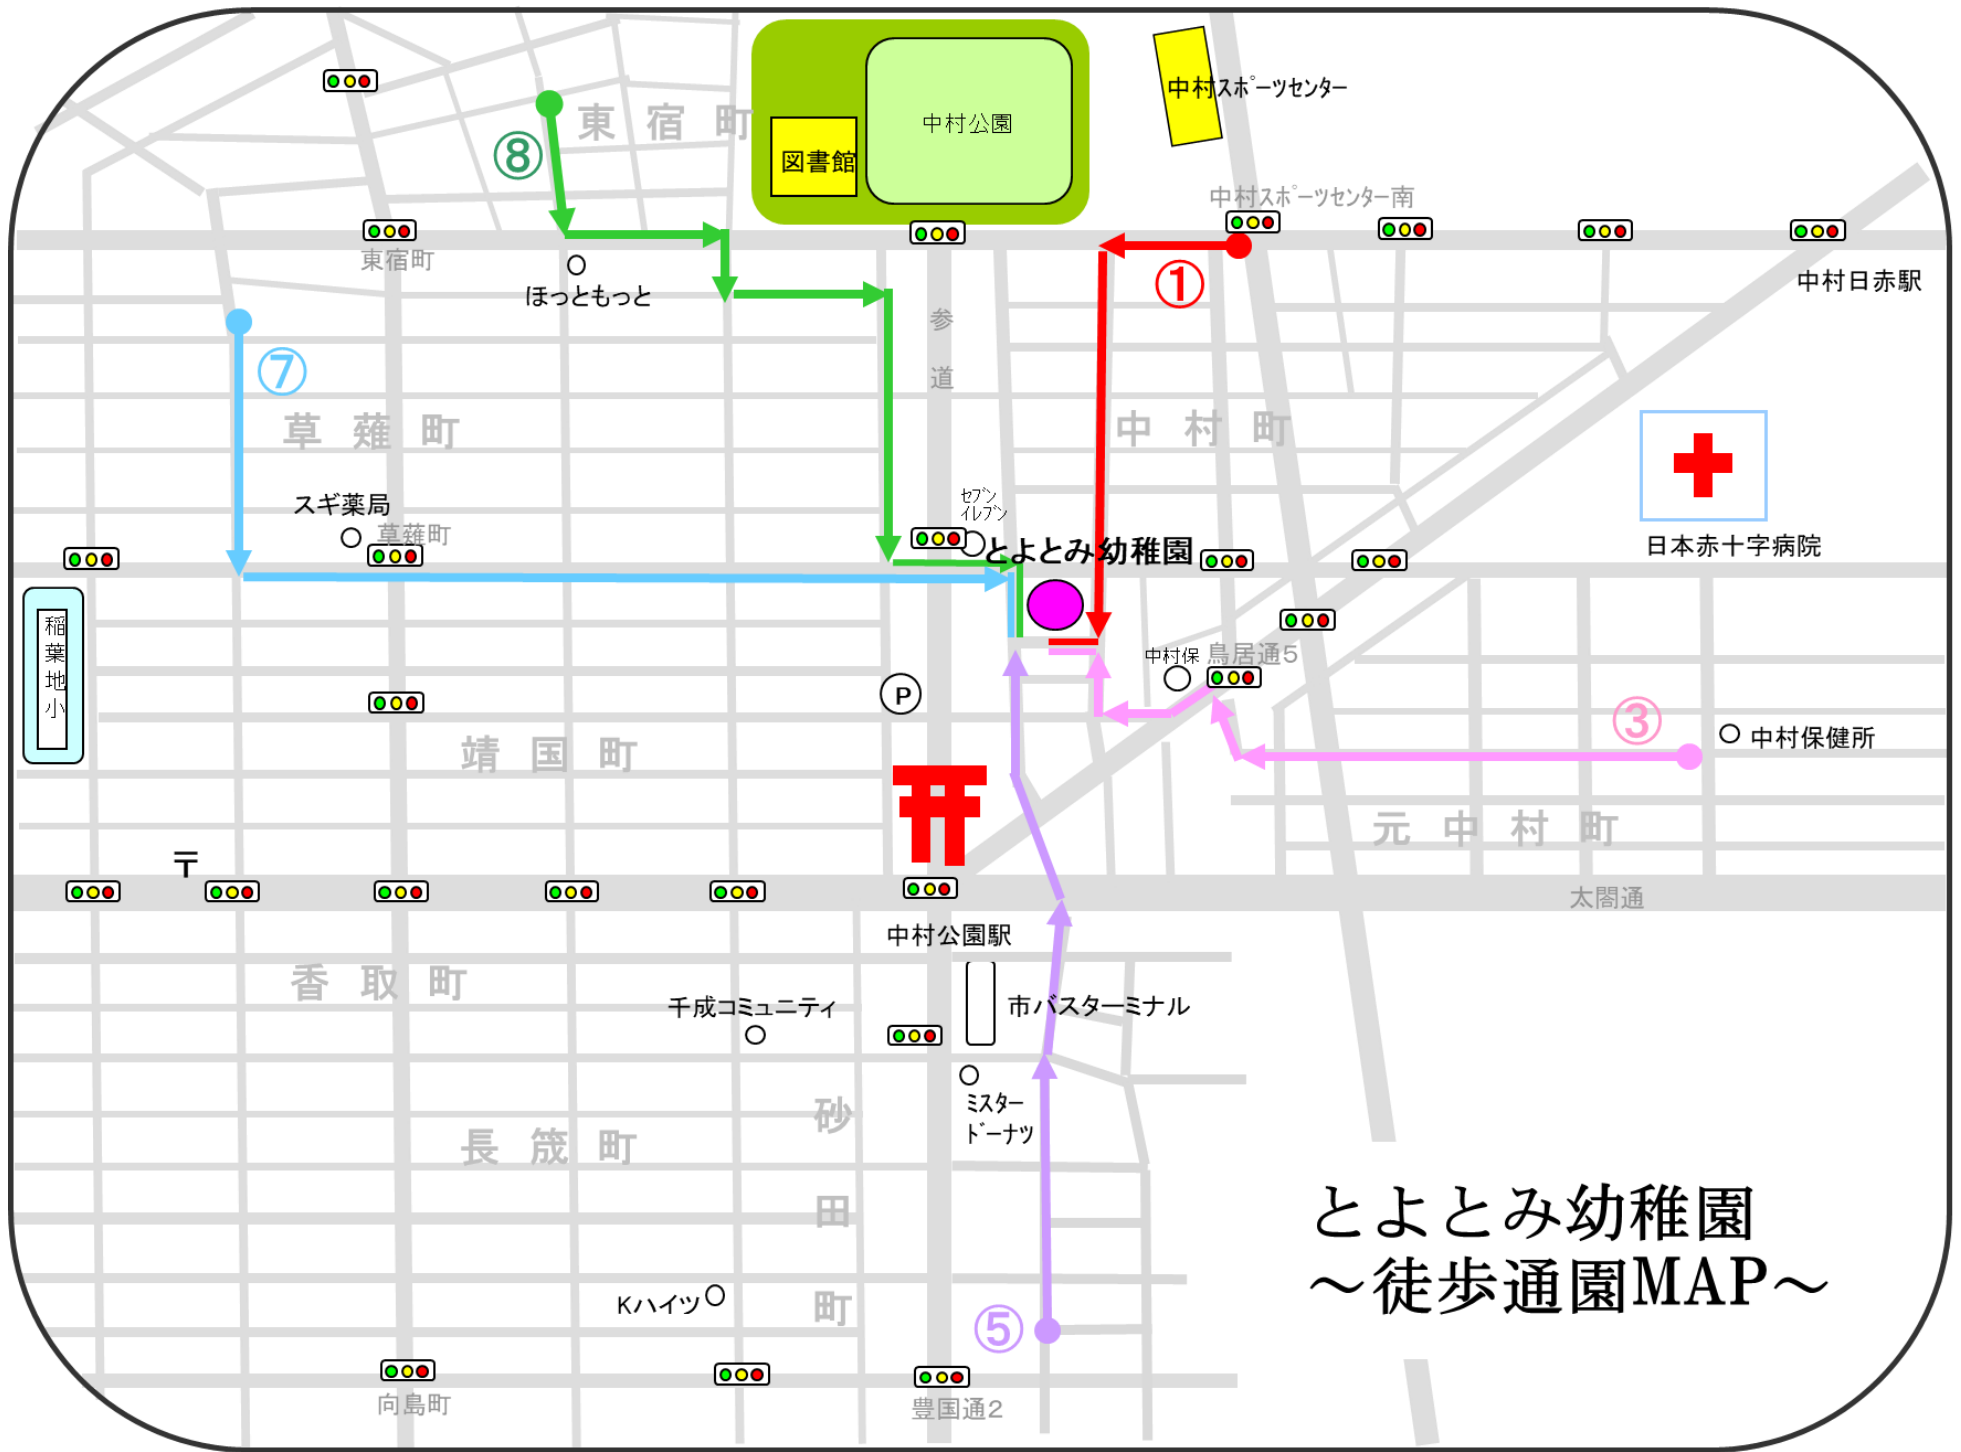 東宿町
⑧
中村公園
図書館
中村スポーツセンター
中村スポーツセンター南
東宿町
ほっともっと
①
中村日赤駅
参
道
⑦
草薙町
中村町
スギ薬局
草薙町
セブン
イレブン
とよとみ幼稚園
日本赤十字病院
稲
葉
地
小
中村保
鳥居通5
P
③
中村保健所
靖国町
元中村町
〒
太閤通
中村公園駅
香取町
千成コミュニティ
市バスターミナル
ミスター
ドーナツ
砂
田
町
長筬町
Kハイツ
⑤
向島町
豊国通2
とよとみ幼稚園
～徒歩通園MAP～